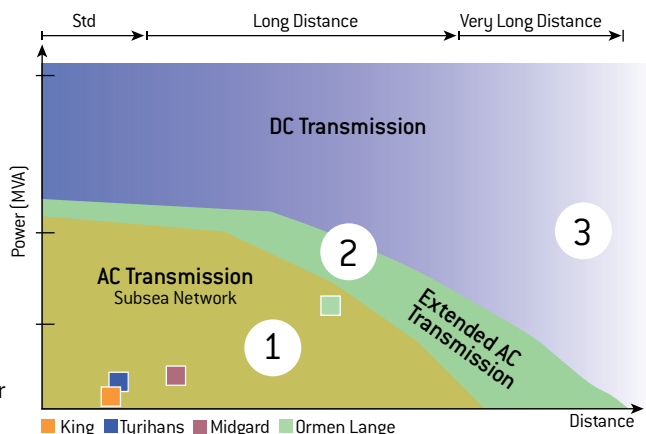 Std Long Distance Very Long Distance
DC Transmission
Power (MVA)
3
2
AC Transmission
Subsea Network
Extended AC
Transmission
1
r
Distance
King Tyrihans Midgard Ormen Lange